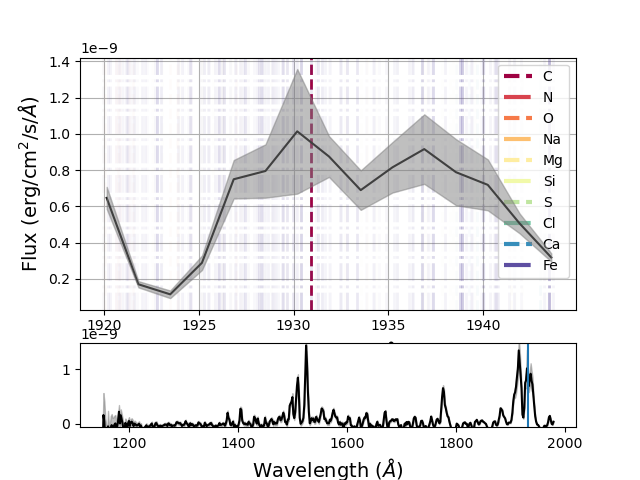 1e−9
1.4
1.2
1.0
0.8
0.6
0.4
0.2
Flux (erg/cm²/s/Å)
C
N
O
Na
Mg
Si
S
Cl
Ca
Fe
1920 1925 1930 1935 1940
1e−9
1
0
1200 1400 1600 1800 2000
Wavelength (Å)